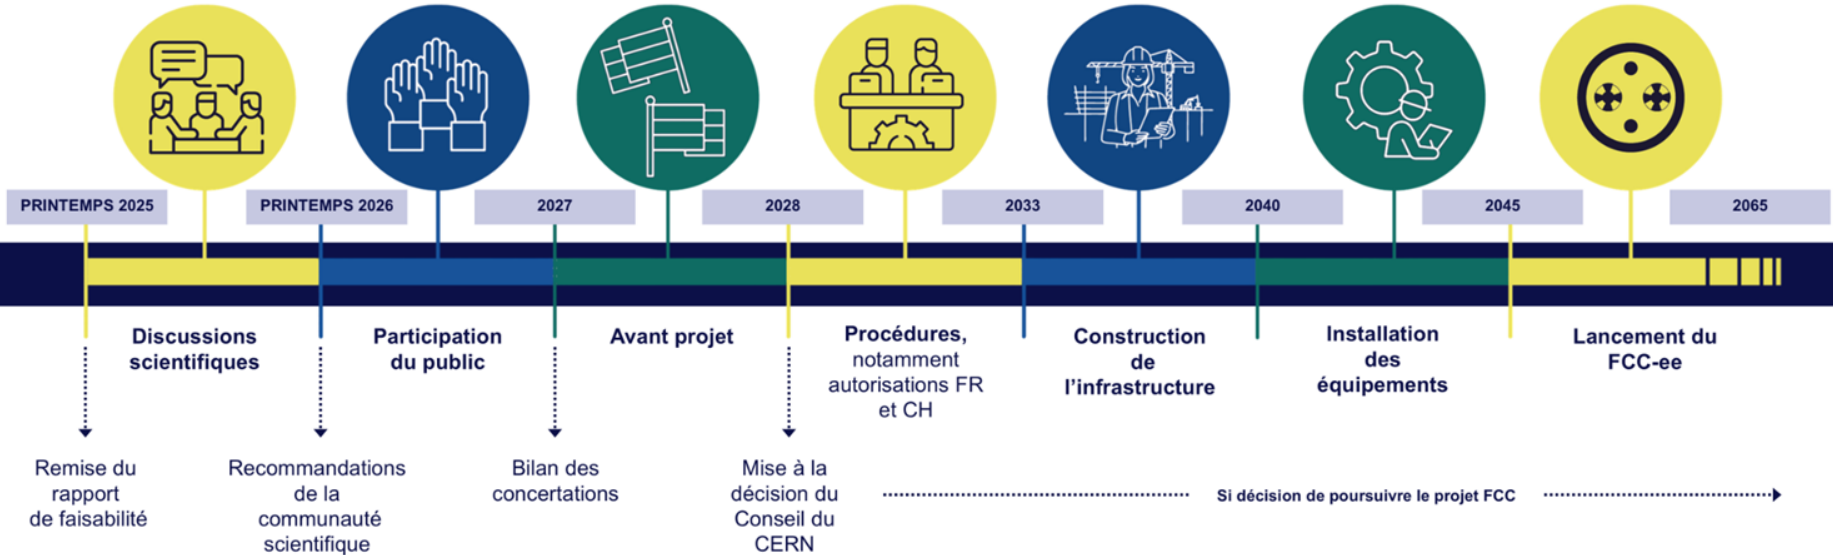 PRINTEMPS 2025
PRINTEMPS 2026
2027
2028
2033
2040
2045
2065
Discussions
scientifiques
Participation
du public
Avant projet
Procédures,
notamment
autorisations FR
et CH
Construction
de
l'infrastructure
Installation
des
équipements
Lancement du
FCC-ee
Remise du
rapport
de faisabilité
Recommandations
de la
communauté
scientifique
Bilan des
concertations
Mise à la
décision du
Conseil du
CERN
Si décision de poursuivre le projet FCC